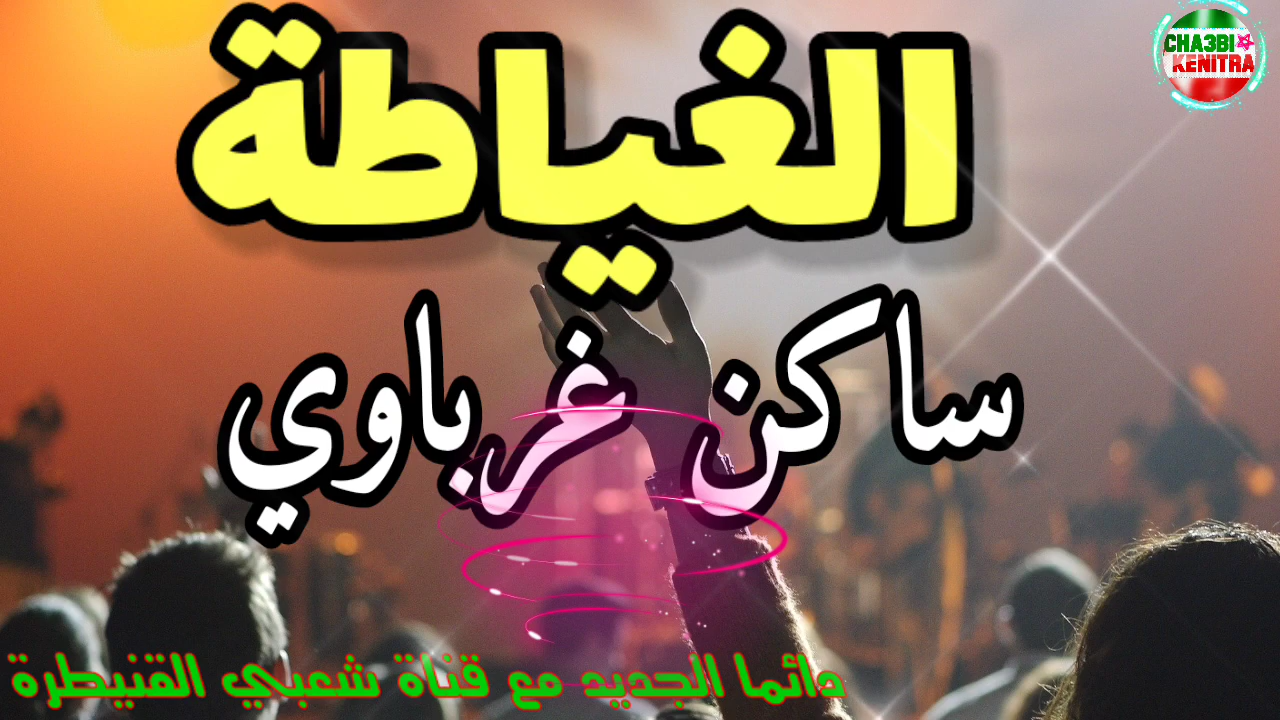 CHA3BI
KENITRA
الغياطة
ساكن غرباوي
دائما الجديد مع قناة شعبي القنيطرة